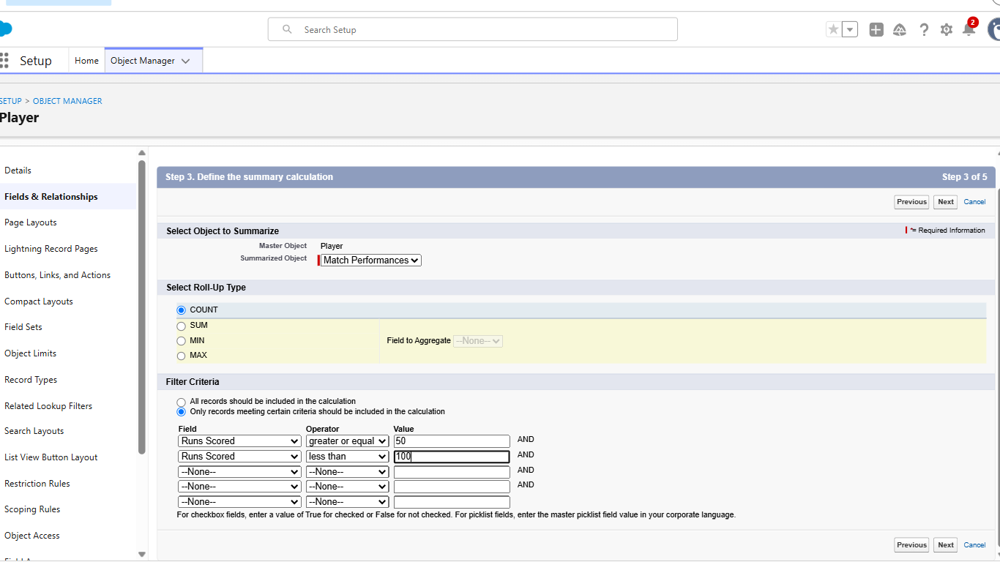 Search Setup
2
Setup
Home
Object Manager
SETUP > OBJECT MANAGER
Player
Details
Fields & Relationships
Page Layouts
Lightning Record Pages
Buttons, Links, and Actions
Compact Layouts
Field Sets
Object Limits
Record Types
Related Lookup Filters
Search Layouts
List View Button Layout
Restriction Rules
Scoping Rules
Object Access
Step 3. Define the summary calculation Step 3 of 5
Previous Next Cancel
Select Object to Summarize = Required Information
Master Object Player
Summarized Object Match Performances
Select Roll-Up Type
COUNT
SUM
MIN Field to Aggregate --None--
MAX
Filter Criteria
All records should be included in the calculation
Only records meeting certain criteria should be included in the calculation
Field Operator Value
Runs Scored greater or equal 50 AND
Runs Scored less than 100 AND
--None-- --None-- AND
--None-- --None-- AND
--None-- --None--
For checkbox fields, enter a value of True for checked or False for not checked. For picklist fields, enter the master picklist field value in your corporate language.
Previous Next Cancel